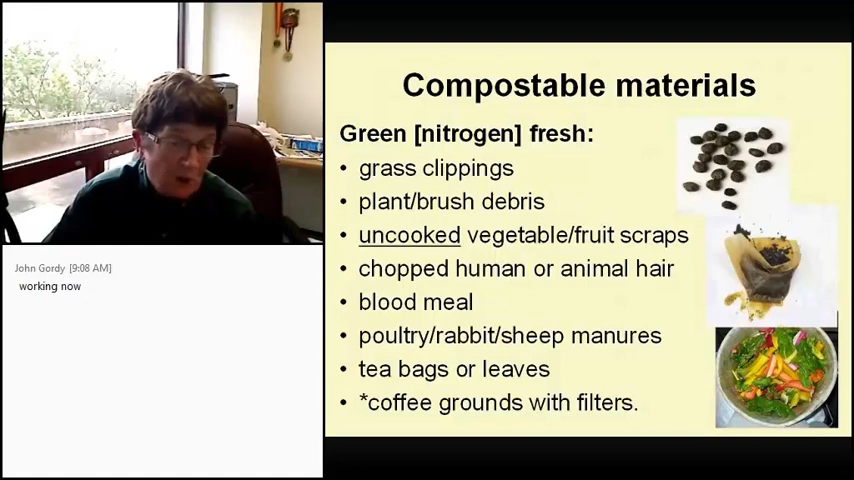 Compostable materials
Green [nitrogen] fresh:
• grass clippings
• plant/brush debris
• uncooked vegetable/fruit scraps
• chopped human or animal hair
• blood meal
• poultry/rabbit/sheep manures
• tea bags or leaves
• *coffee grounds with filters.
John Gordy [9:08 AM]
working now